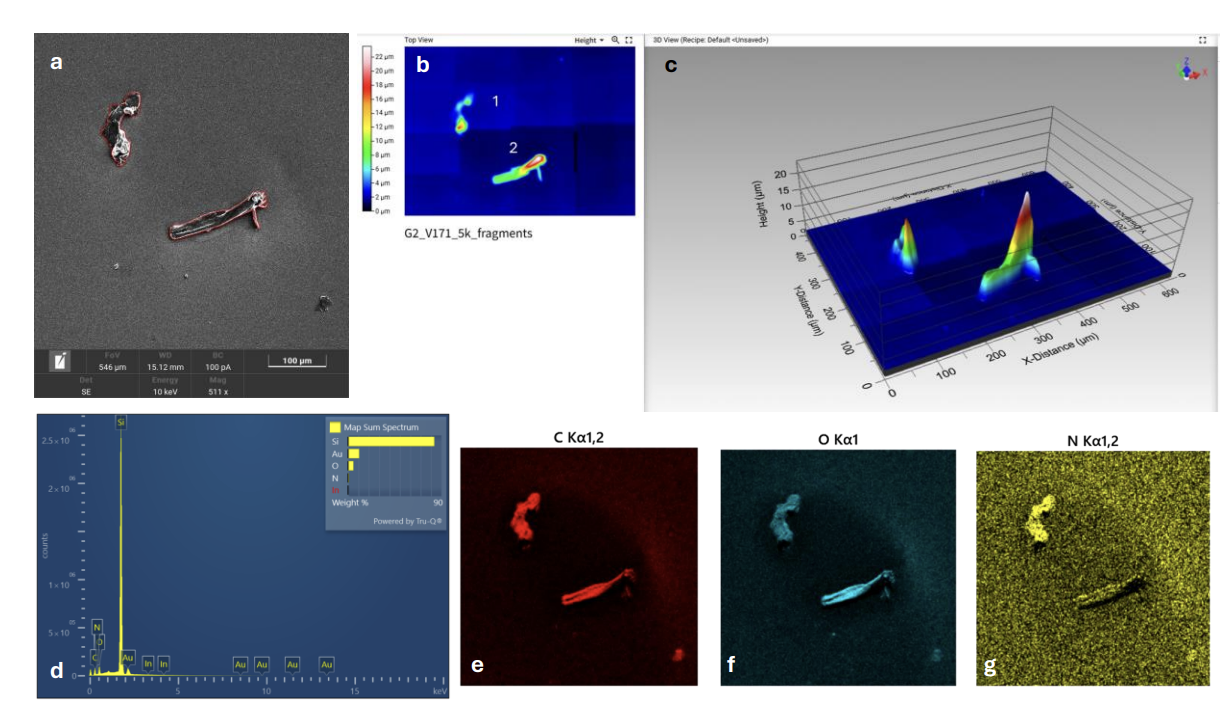 a
FoV
WD
BC
546 µm
15.12 mm
100 pA
100 µm
Det
Energy
Mag
SE
10 keV
511 x
Top View
Height
b
22 µm
20 µm
18 µm
16 µm
14 µm
12 µm
10 µm
8 µm
6 µm
4 µm
2 µm
0 µm
1
2
G2_V171_5k_fragments
3D View (Recipe: Default <Unsaved>)
c
Z
X
Height (µm)
20
15
10
5
0
Y-Distance (µm)
400
300
200
100
0
X-Distance (µm)
0
100
200
300
400
500
600
d
counts
2.5 × 10 06
2 × 10 06
1 × 10 06
5 × 10 05
0
Si
N
O
C
Au
In
In
Au
Au
Au
Au
0
5
10
15
keV
Map Sum Spectrum
Si
Au
O
N
In
Weight %
90
Powered by Tru-Q®
C Kα1,2
e
O Kα1
f
N Kα1,2
g